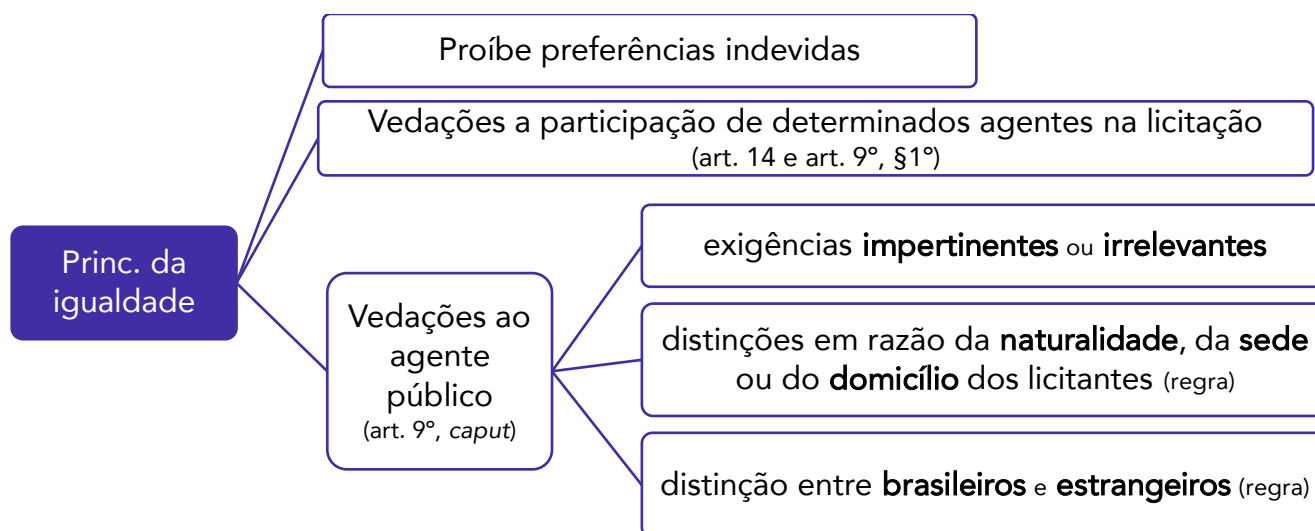 Proíbe preferências indevidas
Vedações a participação de determinados agentes na licitação
(art. 14 e art. 9º, §1º)
Princ. da
igualdade
Vedações ao
agente
público
(art. 9º, caput)
exigências impertinentes ou irrelevantes
distinções em razão da naturalidade, da sede
ou do domicílio dos licitantes (regra)
distinção entre brasileiros e estrangeiros (regra)